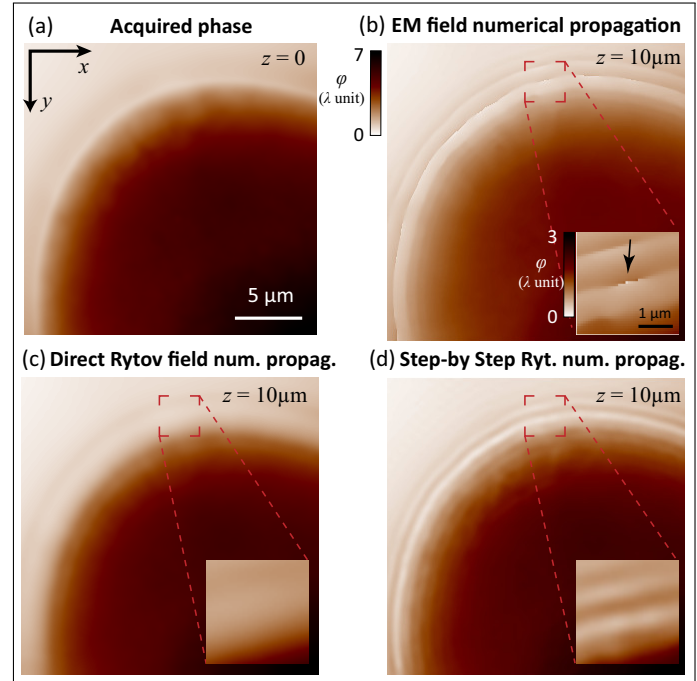 (a) Acquired phase
x
y
z = 0
5 µm
7
φ
(λ unit)
0
(b) EM field numerical propagation
z = 10µm
3
φ
(λ unit)
0
1 µm
(c) Direct Rytov field num. propag.
z = 10µm
(d) Step-by Step Ryt. num. propag.
z = 10µm